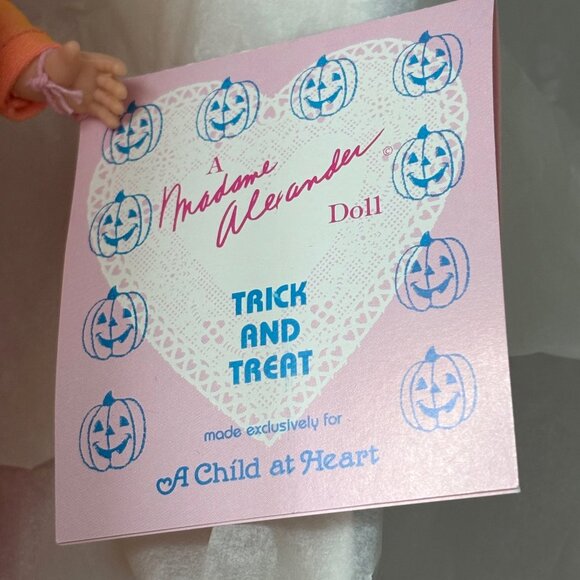 A
Madame
Alexander ©
Doll
TRICK
AND
TREAT
made exclusively for
A Child at Heart